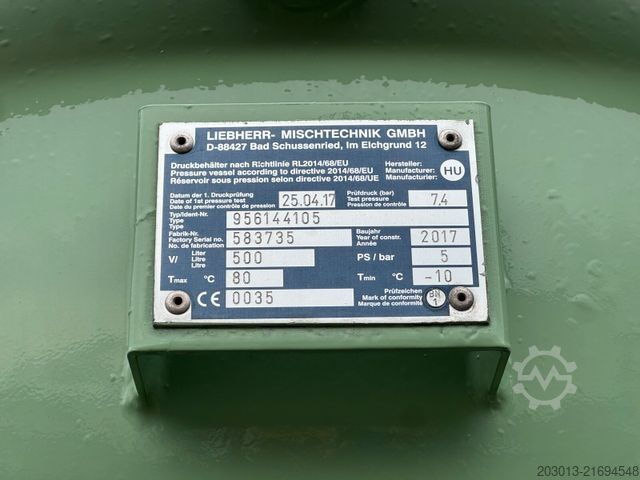 LIEBHERR- MISCHTECHNIK GMBH
D-88427 Bad Schussenried, Im Elchgrund 12
Druckbehälter nach Richtlinie RL2014/68/EU
Pressure vessel according to directive 2014/68/EU
Réservoir sous pression selon directive 2014/68/UE
Hersteller:
Manufacturer:
Manufacturer:
HU
Datum der 1. Druckprüfung
Date of 1st pressure test
Date du premier contrôle de pression
25.04.17
Prüfdruck (bar)
Test pressure
Pression de contr.
7.4
Typ/Ident-Nr.
Type
Type
956144105
Fabrik-Nr.
Factory Serial no.
No. de fabrication
583735
Baujahr
Year of constr.
Année
2017
V/
Liter
Litre
Litre
500
PS / bar
5
Tmax °C
80
Tmin °C
-10
CE
0035
Prüfzeichen
Mark of conformity
Marque de conformité
BN
1
203013-21694548